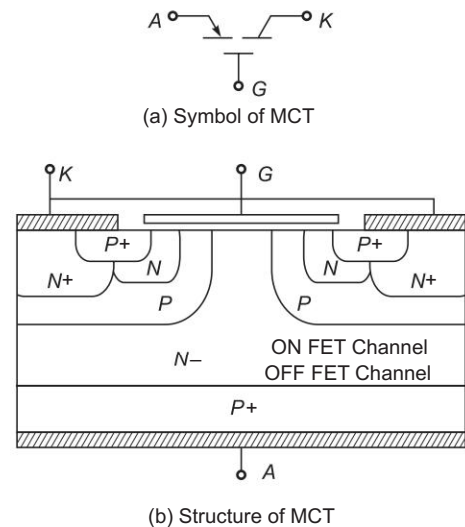 A K
G
(a) Symbol of MCT
K G
P+ P+
N+ N N N+
P P
N− ON FET Channel
OFF FET Channel
P+
A
(b) Structure of MCT